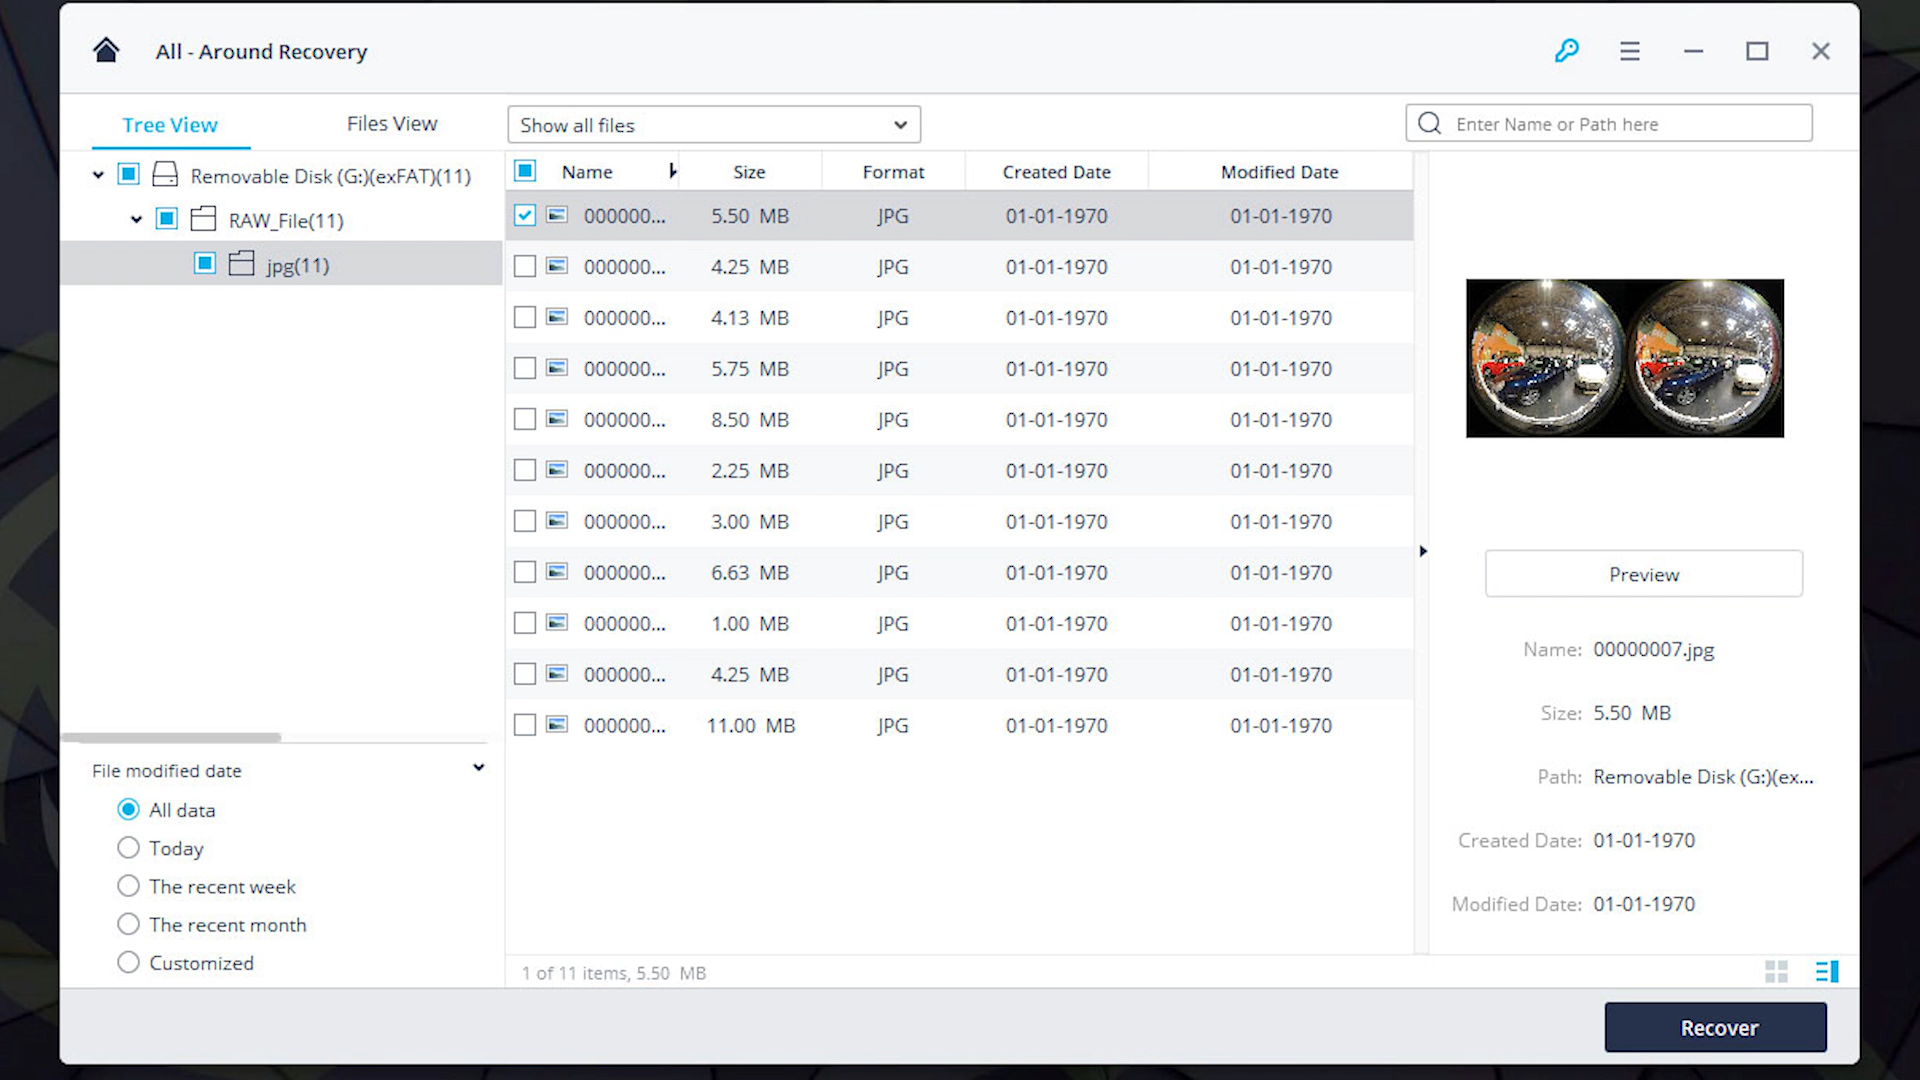 All - Around Recovery
Tree View
Files View
Show all files
Enter Name or Path here
Removable Disk (G:)(exFAT)(11)
RAW_File(11)
jpg(11)
Name Size Format Created Date Modified Date
000000... 5.50 MB JPG 01-01-1970 01-01-1970
000000... 4.25 MB JPG 01-01-1970 01-01-1970
000000... 4.13 MB JPG 01-01-1970 01-01-1970
000000... 5.75 MB JPG 01-01-1970 01-01-1970
000000... 8.50 MB JPG 01-01-1970 01-01-1970
000000... 2.25 MB JPG 01-01-1970 01-01-1970
000000... 3.00 MB JPG 01-01-1970 01-01-1970
000000... 6.63 MB JPG 01-01-1970 01-01-1970
000000... 1.00 MB JPG 01-01-1970 01-01-1970
000000... 4.25 MB JPG 01-01-1970 01-01-1970
000000... 11.00 MB JPG 01-01-1970 01-01-1970
Preview
Name: 00000007.jpg
Size: 5.50 MB
Path: Removable Disk (G:)(ex...
Created Date: 01-01-1970
Modified Date: 01-01-1970
File modified date
All data
Today
The recent week
The recent month
Customized
1 of 11 items, 5.50 MB
Recover